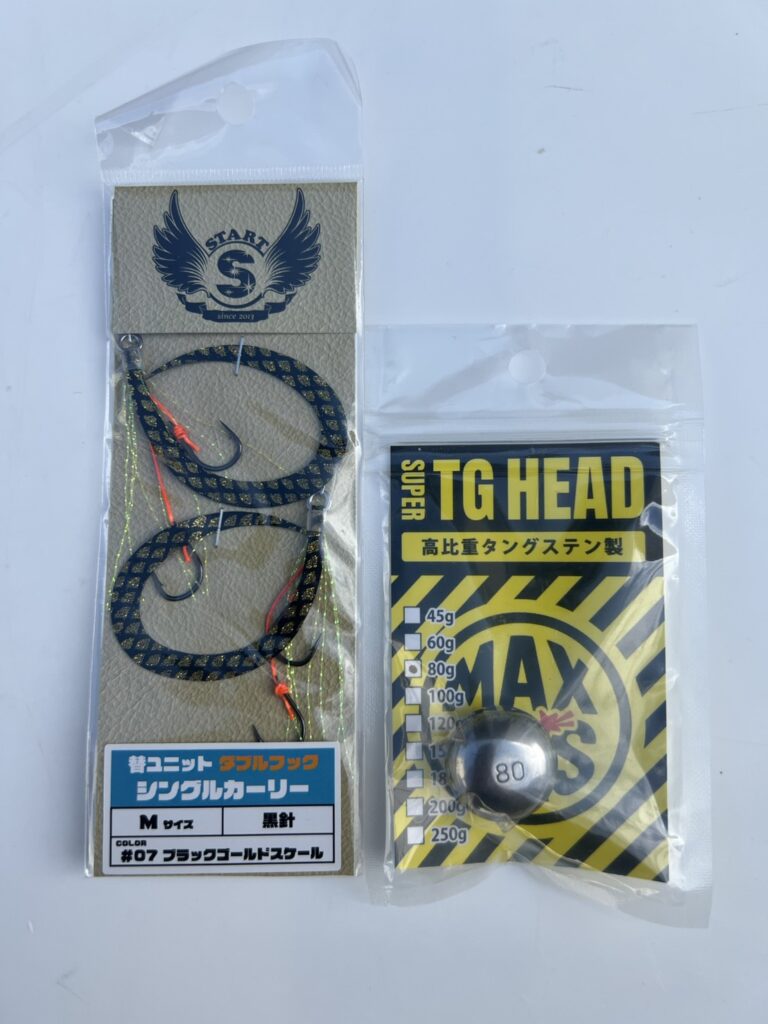 START
S
since 2013
替ユニット ダブルフック
シングルカーリー
M サイズ
黒針
COLOR
#07 ブラックゴールドスケール
SUPER
TG HEAD
高比重タングステン製
45g
60g
80g
100g
120g
200g
250g
MAX
80